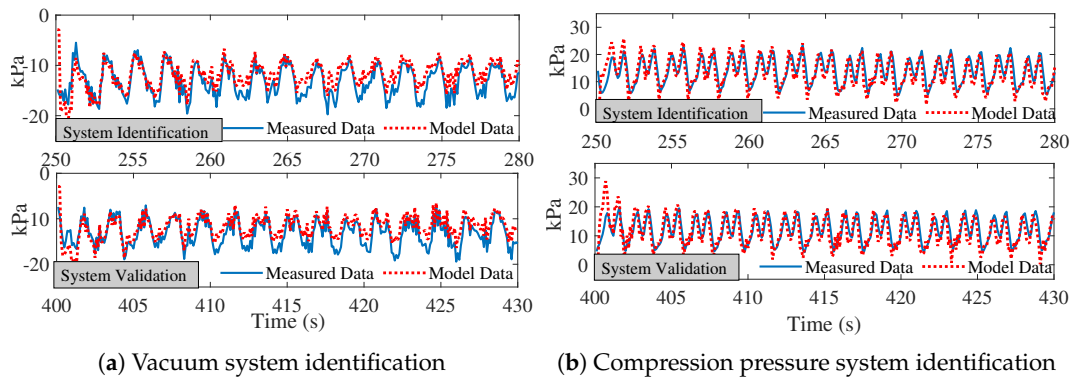 0
-10
-20
kPa
System Identification
Measured Data
Model Data
250 255 260 265 270 275 280
0
-10
-20
kPa
System Validation
Measured Data
Model Data
400 405 410 415 420 425 430
Time (s)
(a) Vacuum system identification
30
20
10
0
kPa
System Identification
Measured Data
Model Data
250 255 260 265 270 275 280
30
20
10
0
kPa
System Validation
Measured Data
Model Data
400 405 410 415 420 425 430
Time (s)
(b) Compression pressure system identification